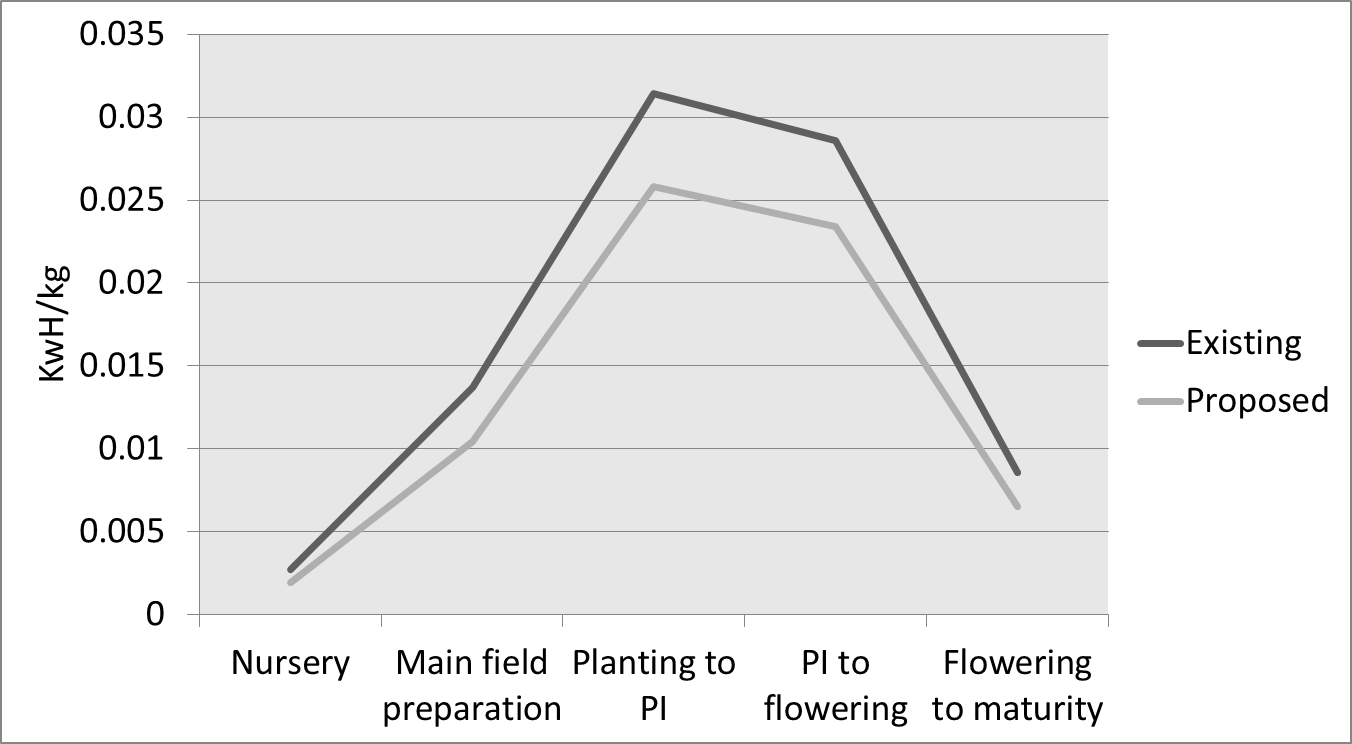 0.035
0.03
0.025
0.02
0.015
0.01
0.005
0
KwH/kg
Nursery
Main field
preparation
Planting to
PI
PI to
flowering
Flowering
to maturity
Existing
Proposed